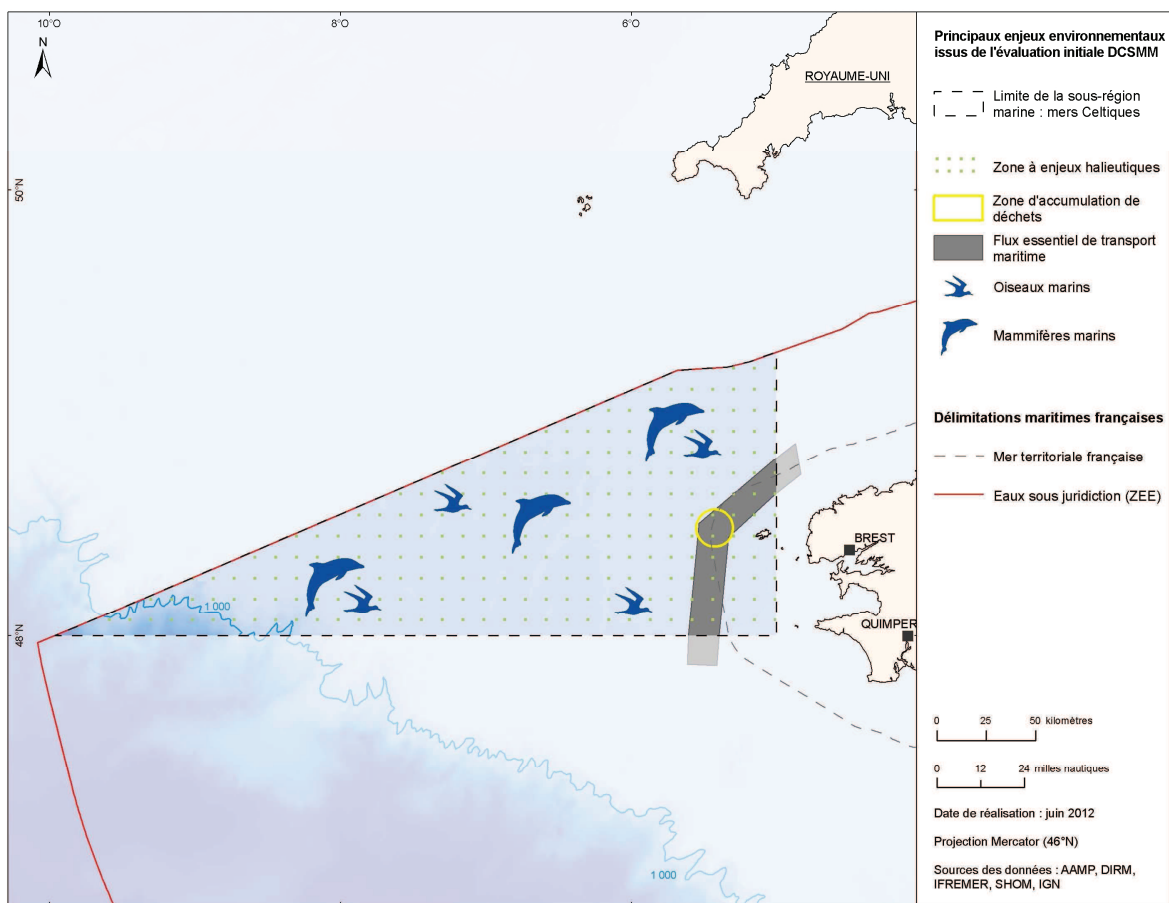 10°O
8°O
6°O
N
50°N
48°N
ROYAUME-UNI
BREST
QUIMPER
1 000
1 000
Principaux enjeux environnementaux
issus de l'évaluation initiale DCSMM
Limite de la sous-région
marine : mers Celtiques
Zone à enjeux halieutiques
Zone d'accumulation de
déchets
Flux essentiel de transport
maritime
Oiseaux marins
Mammifères marins
Délimitations maritimes françaises
Mer territoriale française
Eaux sous juridiction (ZEE)
0 25 50 kilomètres
0 12 24 milles nautiques
Date de réalisation : juin 2012
Projection Mercator (46°N)
Sources des données : AAMP, DIRM,
IFREMER, SHOM, IGN